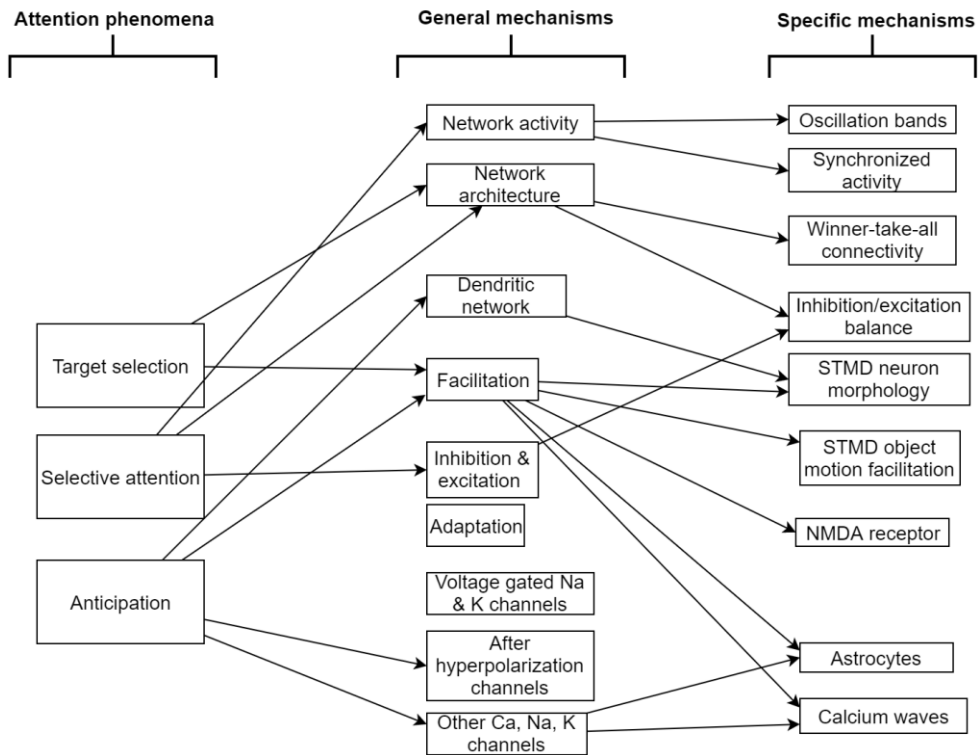 Attention phenomena
General mechanisms
Specific mechanisms
Target selection
Selective attention
Anticipation
Network activity
Network
architecture
Dendritic
network
Facilitation
Inhibition &
excitation
Adaptation
Voltage gated Na
& K channels
After
hyperpolarization
channels
Other Ca, Na, K
channels
Oscillation bands
Synchronized
activity
Winner-take-all
connectivity
Inhibition/excitation
balance
STMD neuron
morphology
STMD object
motion facilitation
NMDA receptor
Astrocytes
Calcium waves